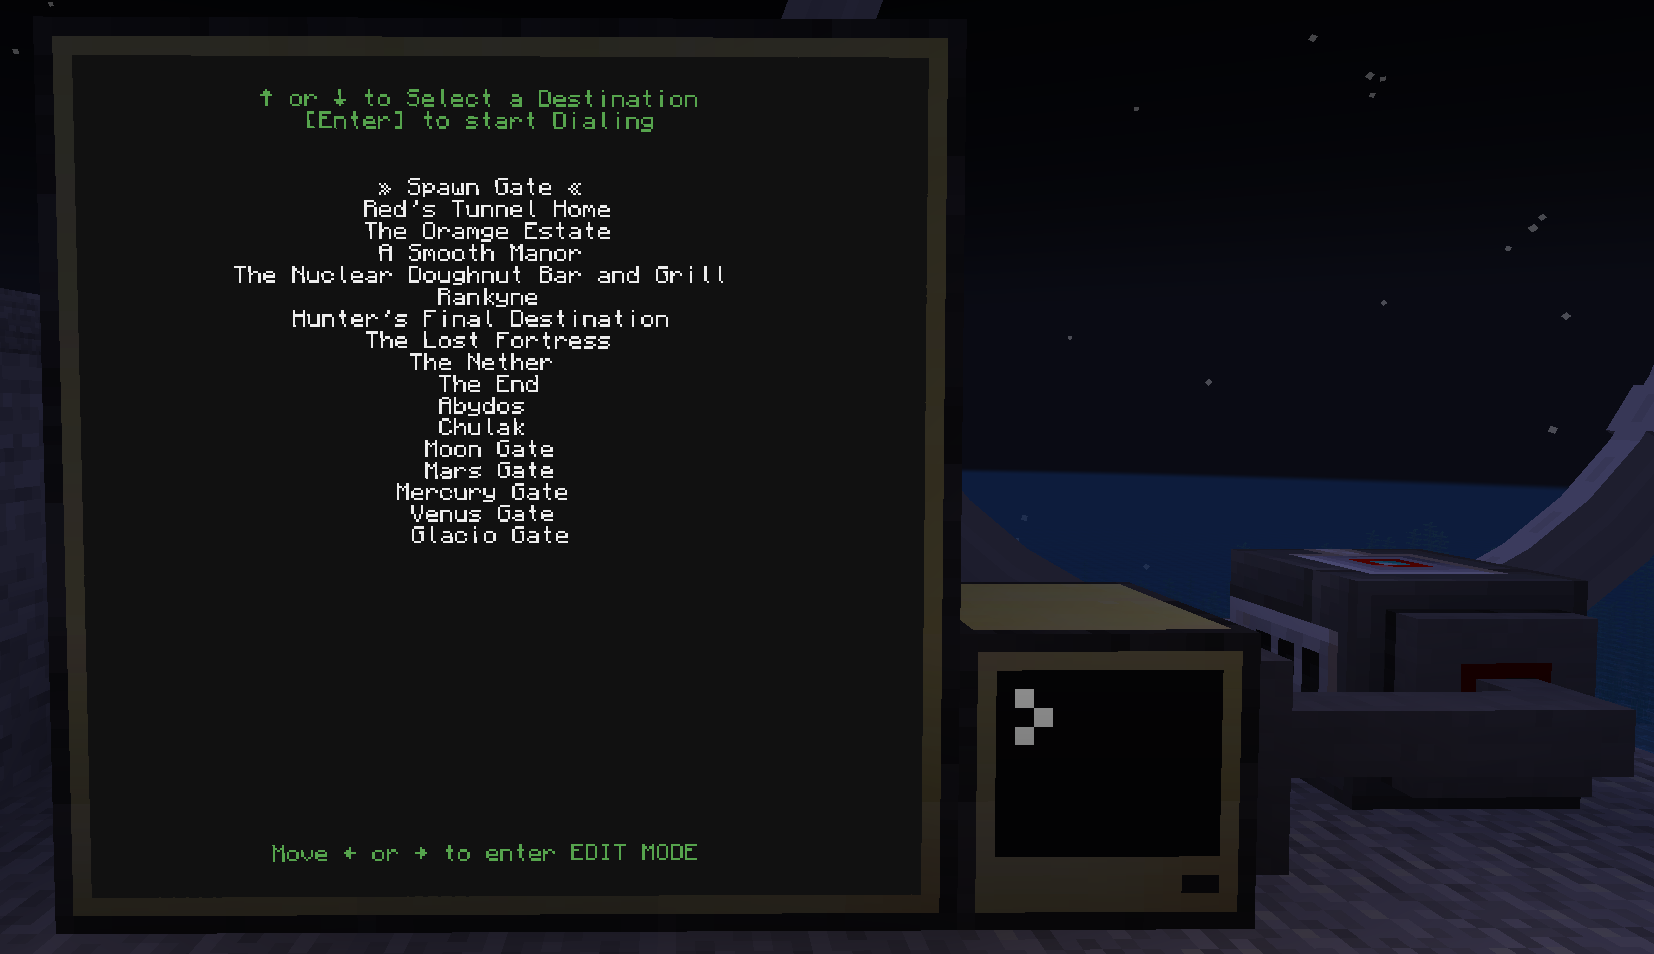 ↑ or ↓ to Select a Destination
[Enter] to start Dialing
» Spawn Gate «
Red's Tunnel Home
The Oramge Estate
A Smooth Manor
The Nuclear Doughnut Bar and Grill
Rankyne
Hunter's Final Destination
The Lost Fortress
The Nether
The End
Abydos
Chulak
Moon Gate
Mars Gate
Mercury Gate
Venus Gate
Glacio Gate
Move ← or → to enter EDIT MODE